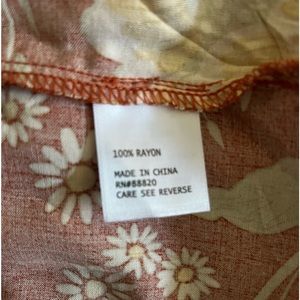 100% RAYON
MADE IN CHINA
RN#88820
CARE SEE REVERSE